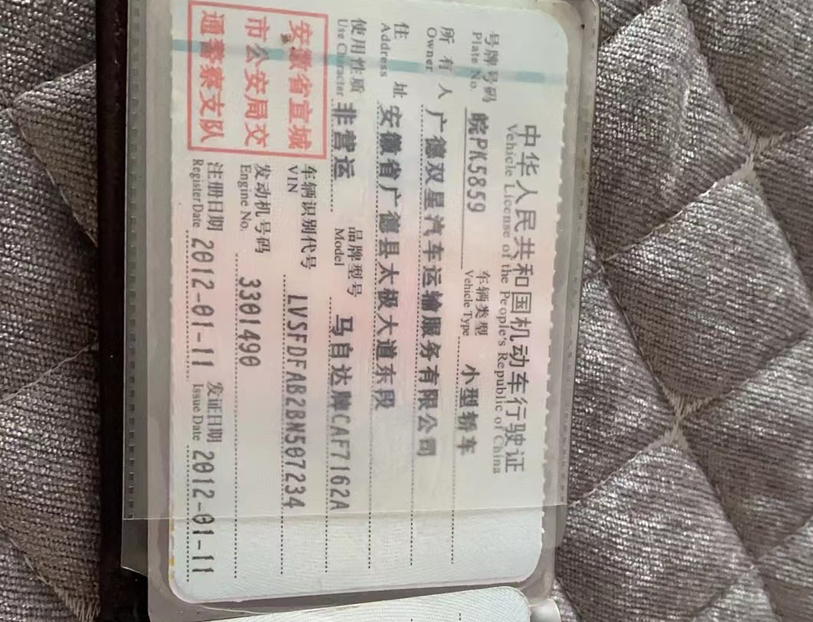 中华人民共和国机动车行驶证
Vehicle License of the People's Republic of China
号牌号码 皖PK5859 车辆类型 小型轿车
Plate No. Vehicle Type
所有人 广德双星汽车运输服务有限公司
Owner
住址 安徽省广德县太极大道东段
Address
使用性质 非营运 品牌型号 马自达牌CAF7162A
Use Character Model
安徽省宣城
市公安局交
通警察支队
车辆识别代号 LVSFDFAB2BN507234
VIN
发动机号码 3301490
Engine No.
注册日期 2012-01-11 发证日期 2012-01-11
Register Date Issue Date